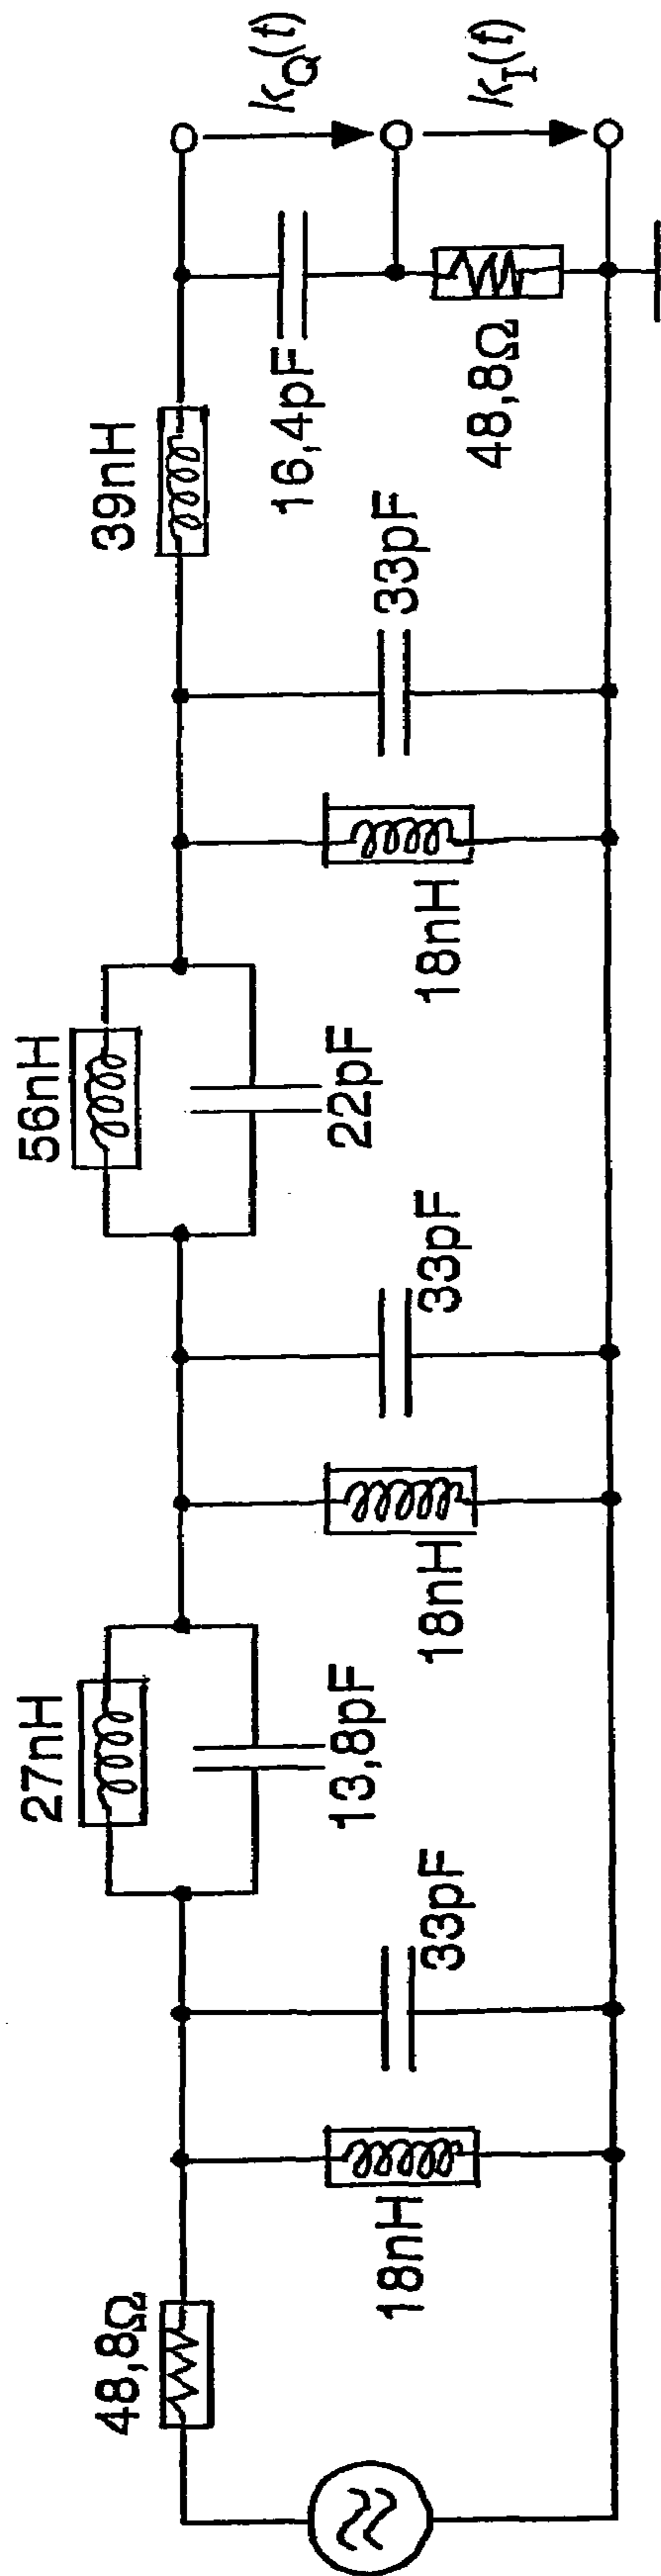 48,8Ω
18nH
33pF
27nH
13,8pF
18nH
33pF
56nH
22pF
18nH
33pF
39nH
16,4pF
48,8Ω
k_Q(t)
k_I(t)